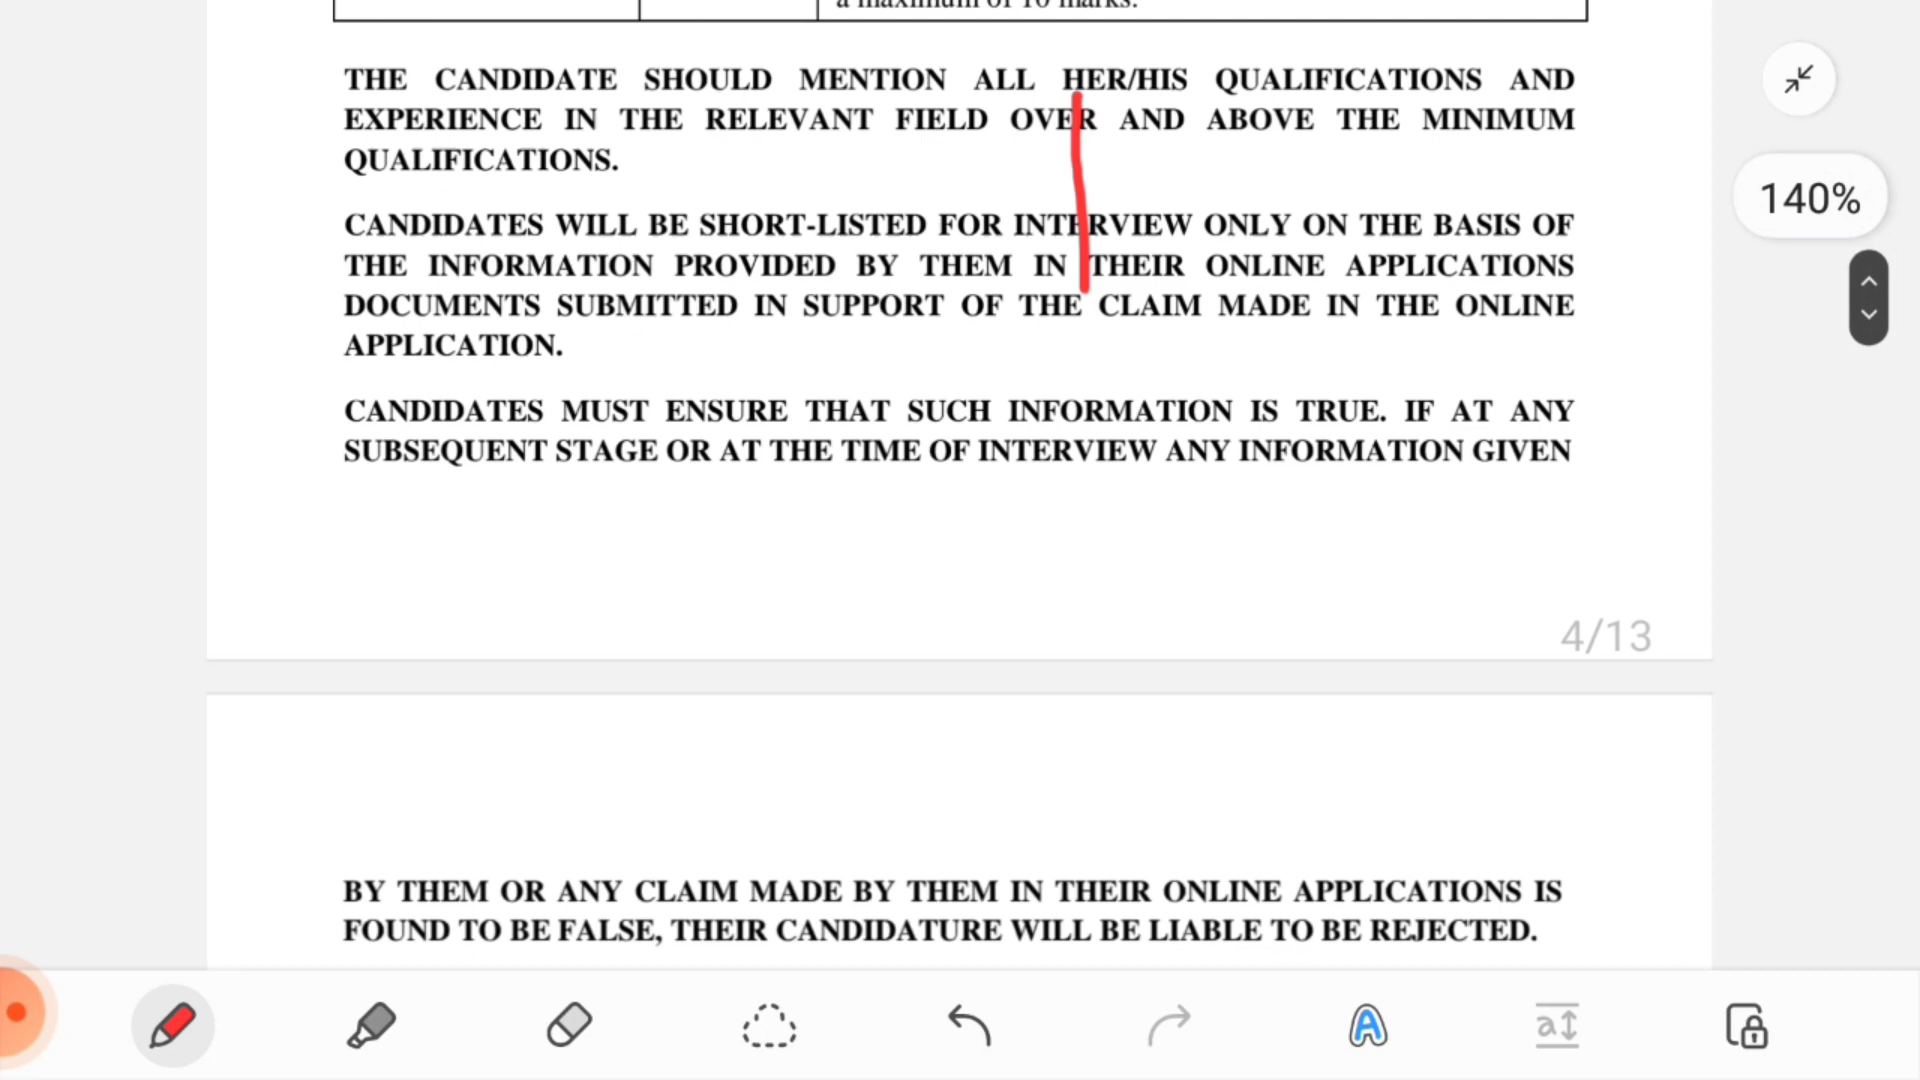 a maximum of 10 marks.
THE CANDIDATE SHOULD MENTION ALL HER/HIS QUALIFICATIONS AND
EXPERIENCE IN THE RELEVANT FIELD OVER AND ABOVE THE MINIMUM
QUALIFICATIONS.
CANDIDATES WILL BE SHORT-LISTED FOR INTERVIEW ONLY ON THE BASIS OF
THE INFORMATION PROVIDED BY THEM IN THEIR ONLINE APPLICATIONS
DOCUMENTS SUBMITTED IN SUPPORT OF THE CLAIM MADE IN THE ONLINE
APPLICATION.
CANDIDATES MUST ENSURE THAT SUCH INFORMATION IS TRUE. IF AT ANY
SUBSEQUENT STAGE OR AT THE TIME OF INTERVIEW ANY INFORMATION GIVEN
4/13
BY THEM OR ANY CLAIM MADE BY THEM IN THEIR ONLINE APPLICATIONS IS
FOUND TO BE FALSE, THEIR CANDIDATURE WILL BE LIABLE TO BE REJECTED.
140%
A
a